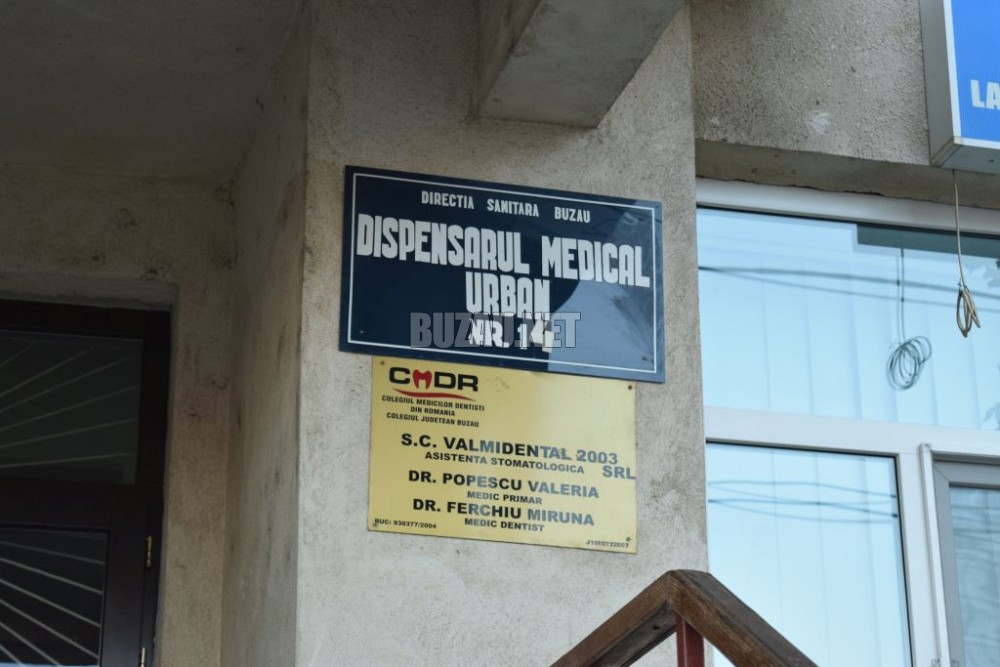 LA
DIRECTIA SANITARA BUZAU
DISPENSARUL MEDICAL
URBAN
NR. 14
BUZAU.NET
CMDR
COLEGIUL MEDICILOR DENTISTI
DIN ROMANIA
COLEGIUL JUDETEAN BUZAU
S.C. VALMIDENTAL 2003
SRL
ASISTENTA STOMATOLOGICA
DR. POPESCU VALERIA
MEDIC PRIMAR
DR. FERCHIU MIRUNA
MEDIC DENTIST